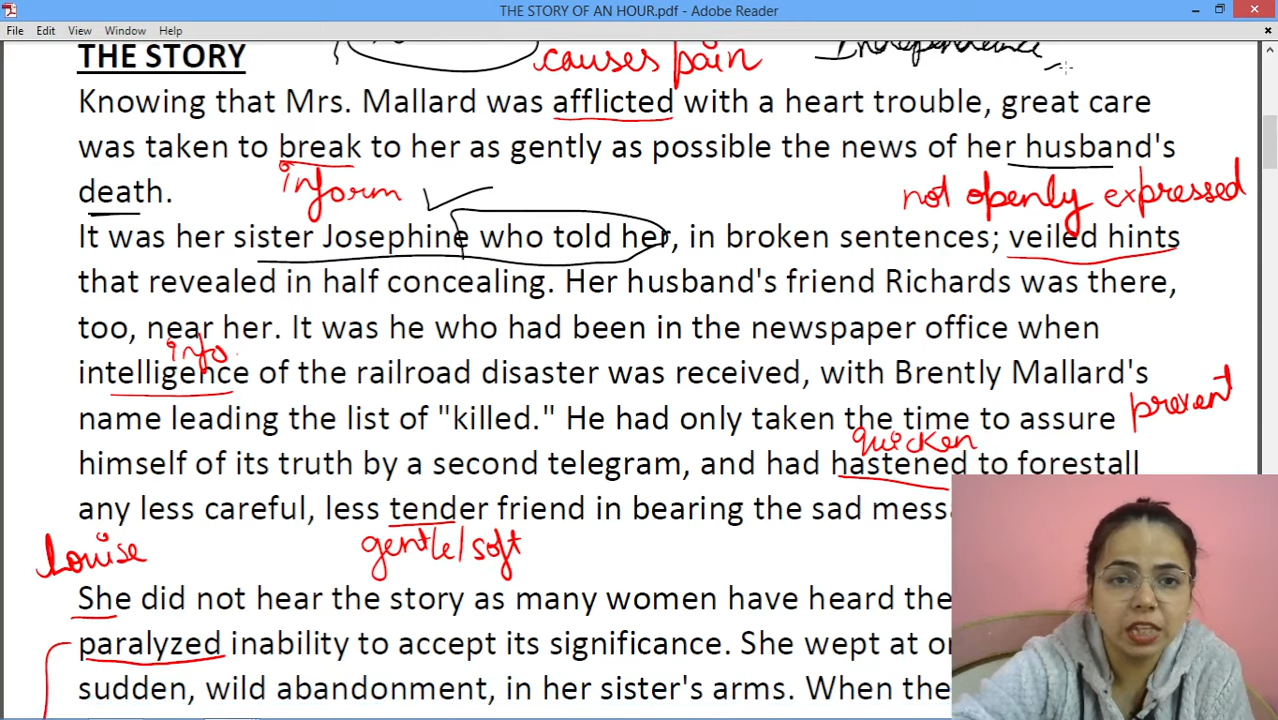 THE STORY OF AN HOUR.pdf - Adobe Reader
File Edit View Window Help
THE STORY
causes pain
Independence
Knowing that Mrs. Mallard was afflicted with a heart trouble, great care
was taken to break to her as gently as possible the news of her husband's
death.
inform
not openly expressed
It was her sister Josephine who told her, in broken sentences; veiled hints
that revealed in half concealing. Her husband's friend Richards was there,
too, near her. It was he who had been in the newspaper office when
info
intelligence of the railroad disaster was received, with Brently Mallard's
name leading the list of "killed." He had only taken the time to assure
prevent
quicken
himself of its truth by a second telegram, and had hastened to forestall
any less careful, less tender friend in bearing the sad mess
gentle/soft
Louise
She did not hear the story as many women have heard the
paralyzed inability to accept its significance. She wept at on
sudden, wild abandonment, in her sister's arms. When the